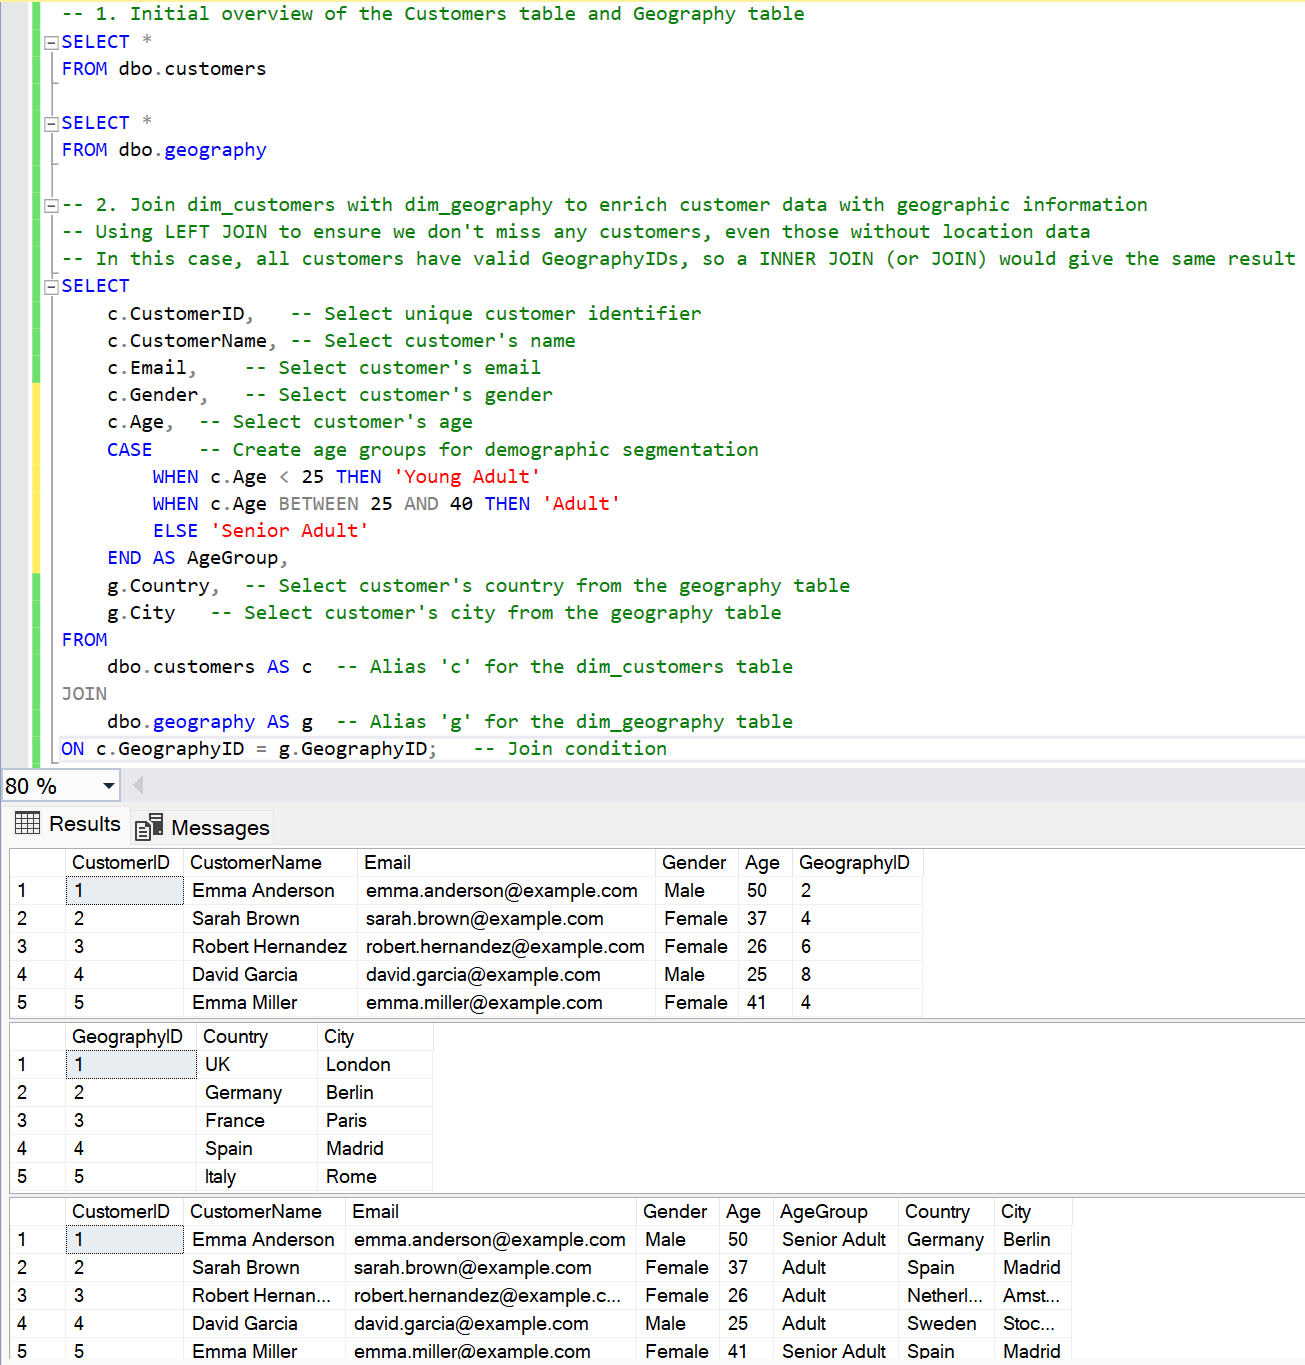 -- 1. Initial overview of the Customers table and Geography table
SELECT *
FROM dbo.customers
SELECT *
FROM dbo.geography
-- 2. Join dim_customers with dim_geography to enrich customer data with geographic information
-- Using LEFT JOIN to ensure we don't miss any customers, even those without location data
-- In this case, all customers have valid GeographyIDs, so a INNER JOIN (or JOIN) would give the same result
SELECT
c.CustomerID, -- Select unique customer identifier
c.CustomerName, -- Select customer's name
c.Email, -- Select customer's email
c.Gender, -- Select customer's gender
c.Age, -- Select customer's age
CASE -- Create age groups for demographic segmentation
WHEN c.Age < 25 THEN 'Young Adult'
WHEN c.Age BETWEEN 25 AND 40 THEN 'Adult'
ELSE 'Senior Adult'
END AS AgeGroup,
g.Country, -- Select customer's country from the geography table
g.City -- Select customer's city from the geography table
FROM
dbo.customers AS c -- Alias 'c' for the dim_customers table
JOIN
dbo.geography AS g -- Alias 'g' for the dim_geography table
ON c.GeographyID = g.GeographyID; -- Join condition
80 %
Results Messages
CustomerID CustomerName Email Gender Age GeographyID
1 1 Emma Anderson emma.anderson@example.com Male 50 2
2 2 Sarah Brown sarah.brown@example.com Female 37 4
3 3 Robert Hernandez robert.hernandez@example.com Female 26 6
4 4 David Garcia david.garcia@example.com Male 25 8
5 5 Emma Miller emma.miller@example.com Female 41 4
GeographyID Country City
1 1 UK London
2 2 Germany Berlin
3 3 France Paris
4 4 Spain Madrid
5 5 Italy Rome
CustomerID CustomerName Email Gender Age AgeGroup Country City
1 1 Emma Anderson emma.anderson@example.com Male 50 Senior Adult Germany Berlin
2 2 Sarah Brown sarah.brown@example.com Female 37 Adult Spain Madrid
3 3 Robert Hernan... robert.hernandez@example.c... Female 26 Adult Netherl... Amst...
4 4 David Garcia david.garcia@example.com Male 25 Adult Sweden Stoc...
5 5 Emma Miller emma.miller@example.com Female 41 Senior Adult Spain Madrid